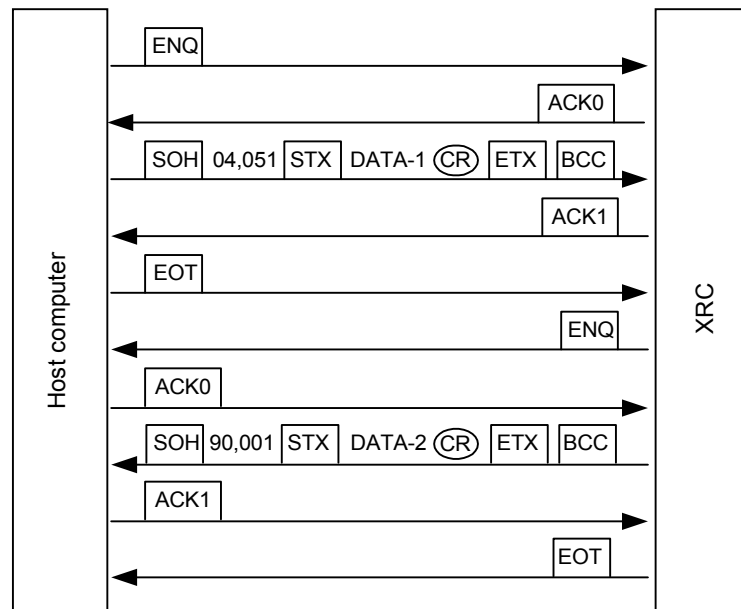 ENQ
ACK0
SOH 04,051 STX DATA-1 CR ETX BCC
ACK1
EOT
ENQ
ACK0
SOH 90,001 STX DATA-2 CR ETX BCC
ACK1
EOT
Host computer
XRC